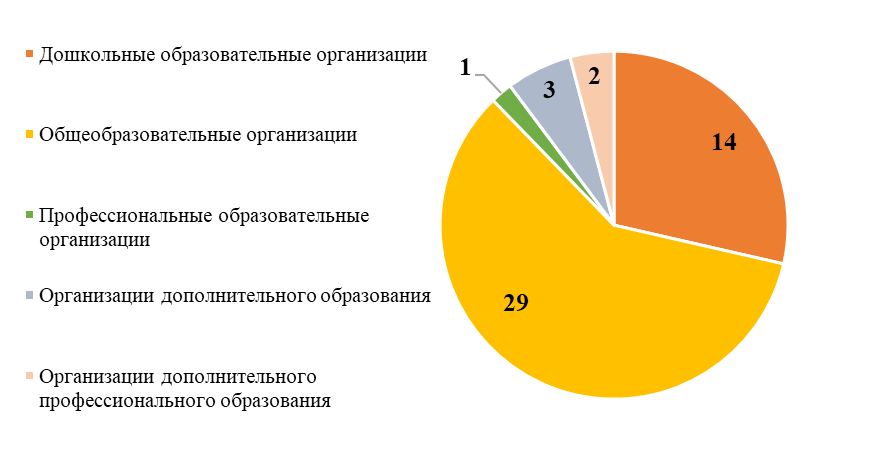 Дошкольные образовательные организации
Общеобразовательные организации
Профессиональные образовательные
организации
Организации дополнительного образования
Организации дополнительного
профессионального образования
1
3
2
14
29